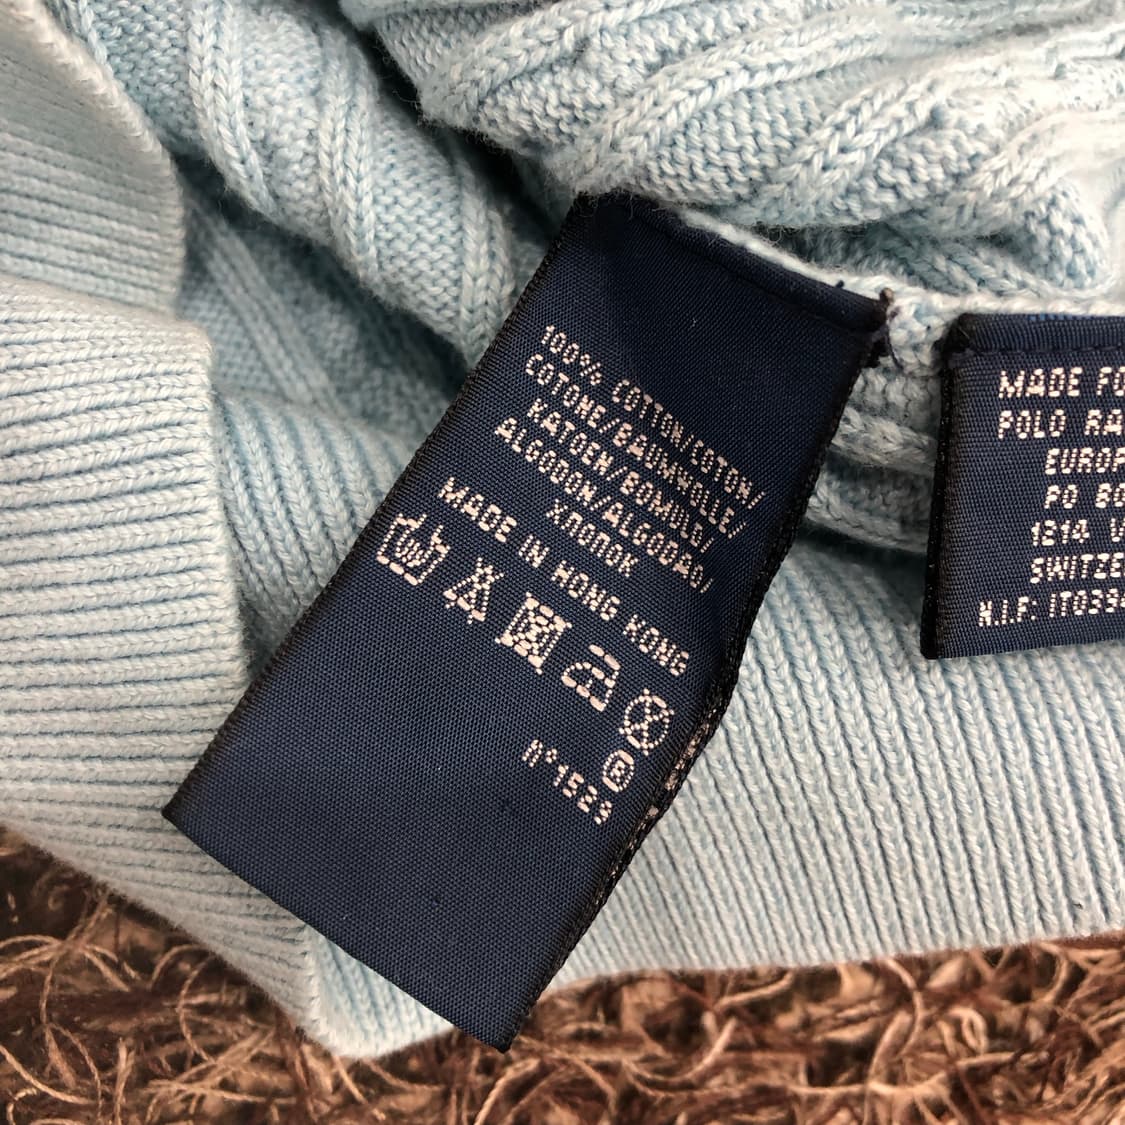 100% COTTON/COTON/
COTONE/BAUMWOLLE/
KATOEN/BOMULD/
ALGODON/ALGODAO/
ХЛОПОК
MADE IN HONG KONG
®
N°1523
MADE FO
POLO RA
EUROP
PO BO
1214 V
SWITZE
N.I.F: IT039